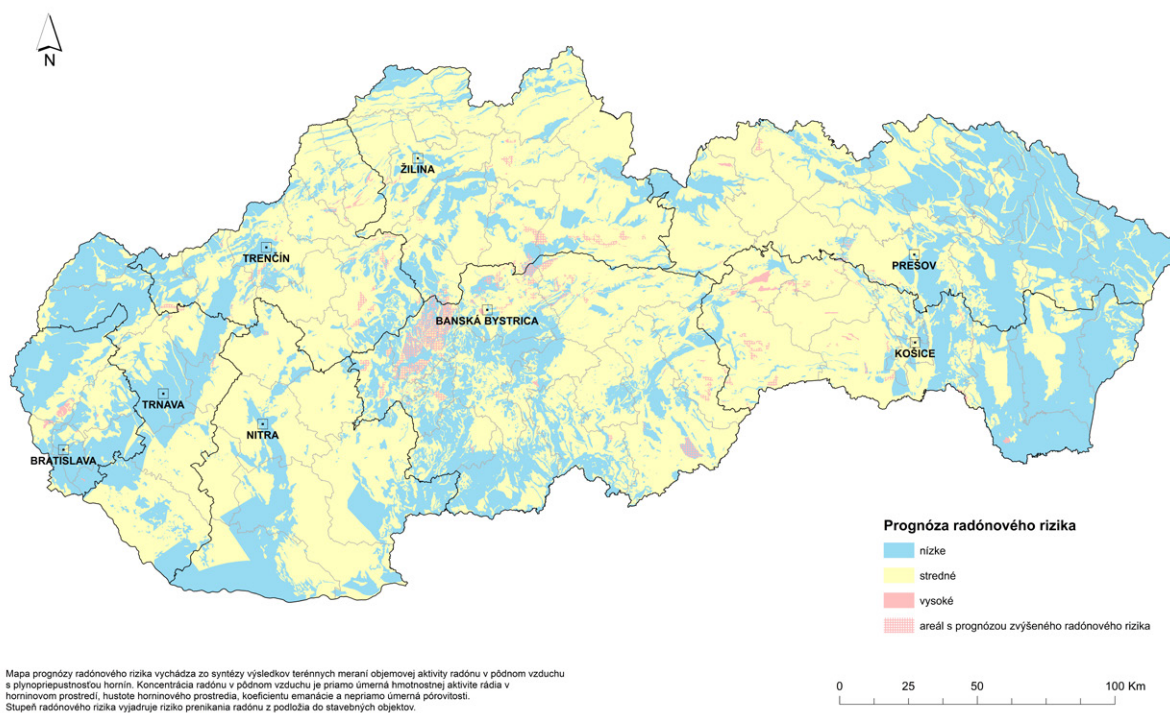 N
ŽILINA
TRENČÍN
PREŠOV
BANSKÁ BYSTRICA
KOŠICE
TRNAVA
NITRA
BRATISLAVA
Prognóza radónového rizika
nízke
stredné
vysoké
areál s prognózou zvýšeného radónového rizika
Mapa prognózy radónového rizika vychádza zo syntézy výsledkov terénnych meraní objemovej aktivity radónu v pôdnom vzduchu
s plynopriepustnosťou hornín. Koncentrácia radónu v pôdnom vzduchu je priamo úmerná hmotnostnej aktivite rádia v
horninovom prostredí, hustote horninového prostredia, koeficientu emanácie a nepriamo úmerná pórovitosti.
Stupeň radónového rizika vyjadruje riziko prenikania radónu z podložia do stavebných objektov.
0 25 50 100 Km